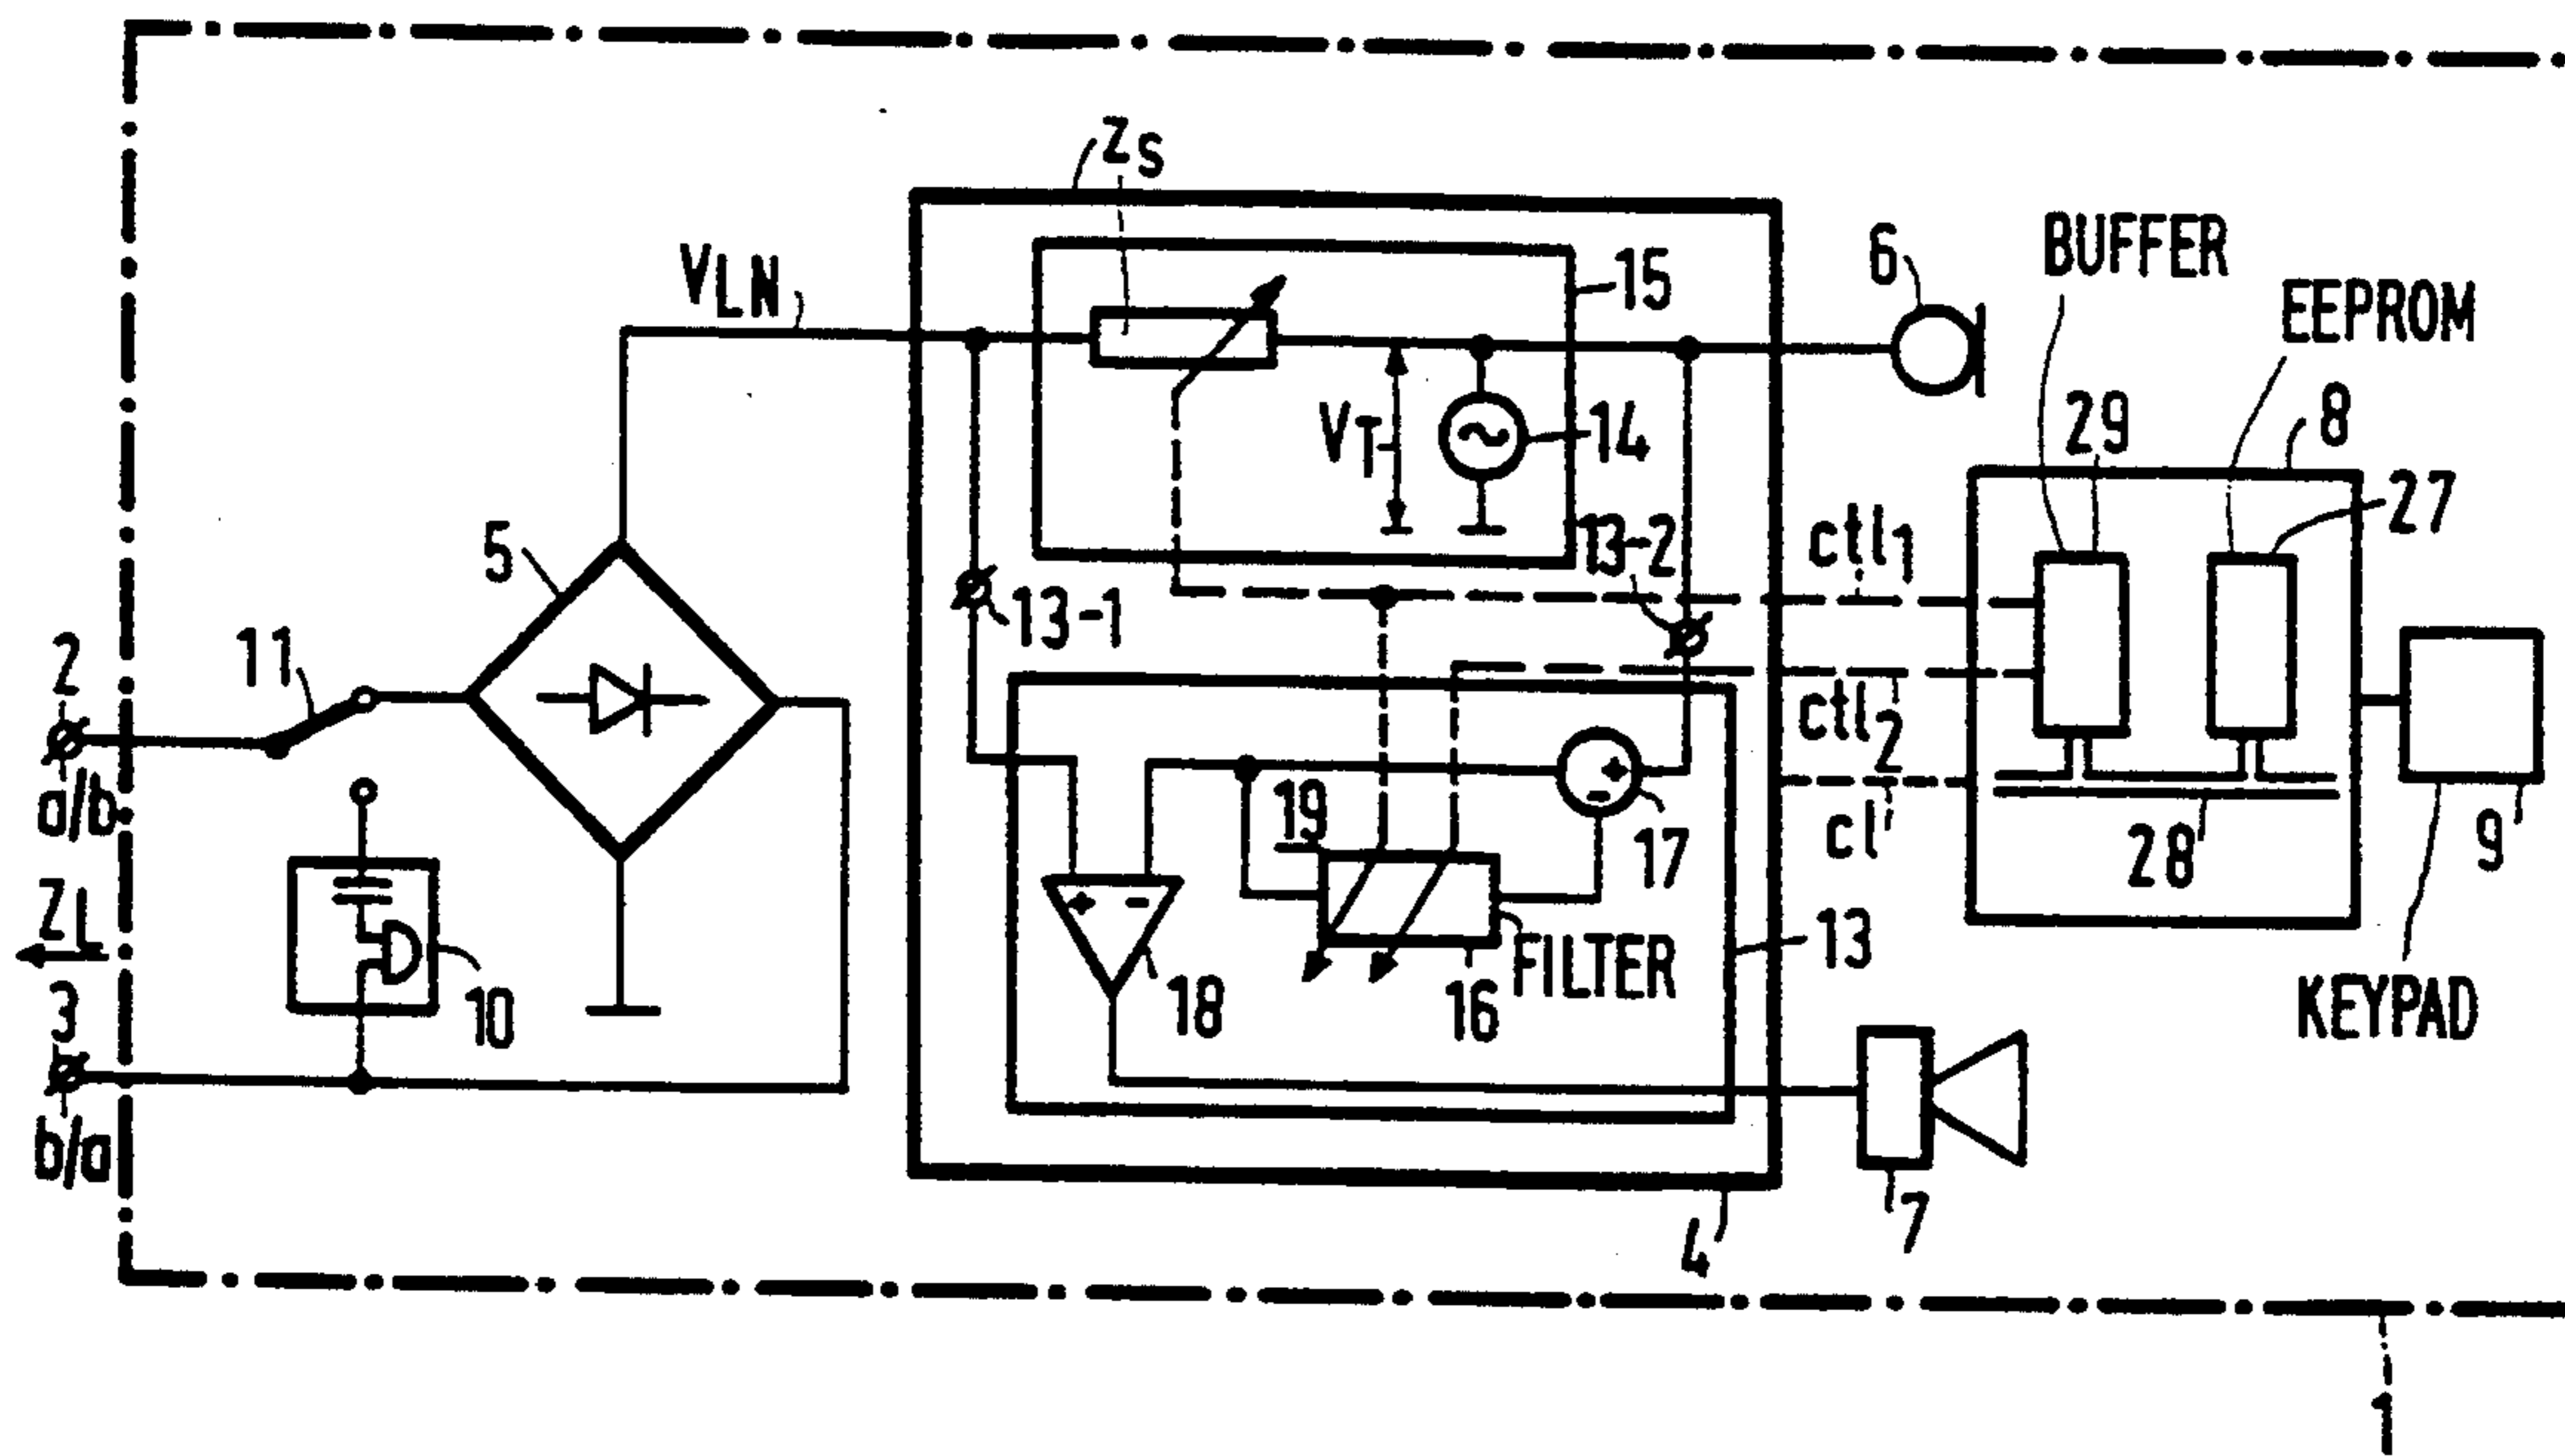 ZS
VLN
15
6
BUFFER
EEPROM
29
8
27
VT
14
13-2
ctl1
5
13-1
11
2
a/b
ctl2
cl
19
17
28
9
ZL
10
18
16
FILTER
13
KEYPAD
3
b/a
7
4
1
+
-
+
-